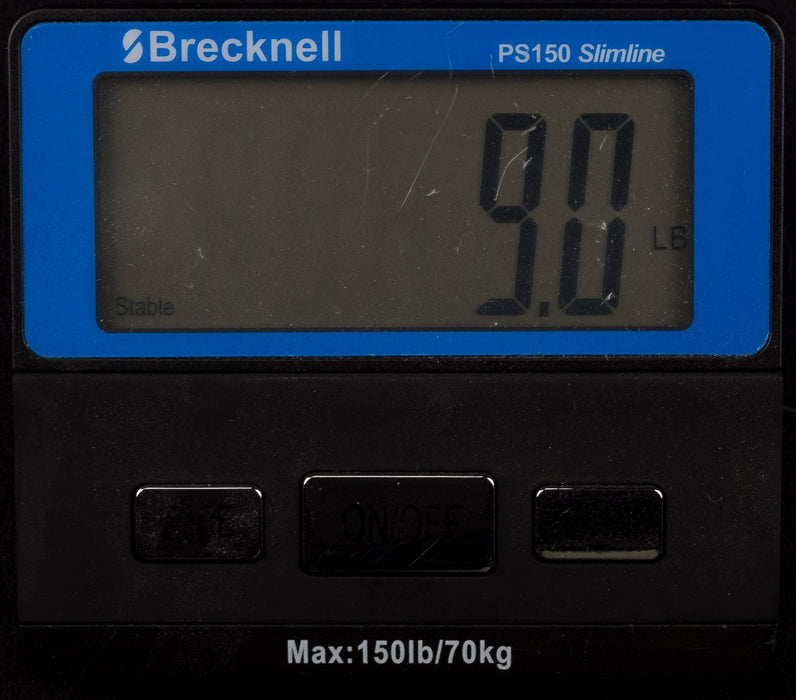 Brecknell
PS150 Slimline
9.0
LB
Stable
ON/OFF
Max:150lb/70kg